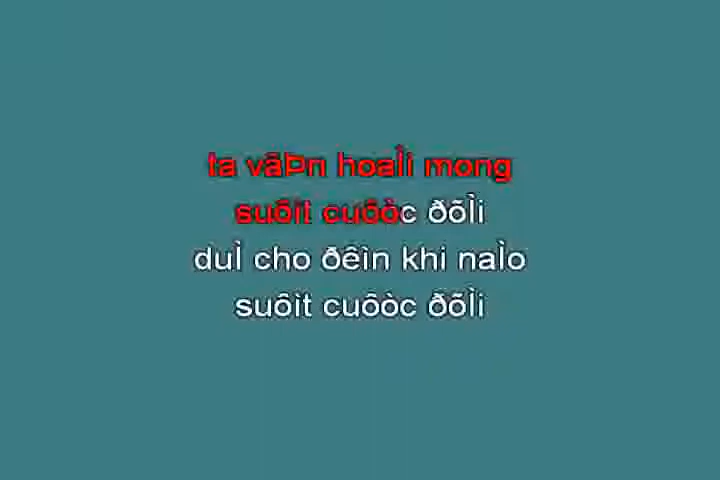 ta vãÞn hoaÌi mong
suôìt cuôòc ðõÌi
duÌ cho ðêìn khi naÌo
suôìt cuôòc ðõÌi